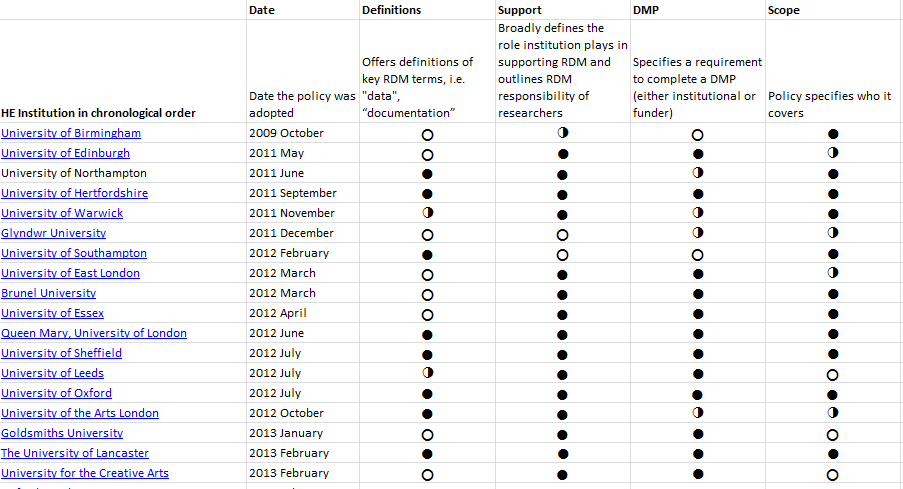 Date Definitions Support DMP Scope
HE Institution in chronological order Date the policy was adopted Offers definitions of key RDM terms, i.e. "data", “documentation” Broadly defines the role institution plays in supporting RDM and outlines RDM responsibility of researchers Specifies a requirement to complete a DMP (either institutional or funder) Policy specifies who it covers
University of Birmingham 2009 October ○ ◑ ○ ●
University of Edinburgh 2011 May ○ ● ● ◑
University of Northampton 2011 June ● ● ◑ ●
University of Hertfordshire 2011 September ● ● ● ●
University of Warwick 2011 November ◑ ● ◑ ●
Glyndwr University 2011 December ○ ○ ◑ ◑
University of Southampton 2012 February ● ○ ○ ●
University of East London 2012 March ○ ● ● ◑
Brunel University 2012 March ○ ● ● ●
University of Essex 2012 April ○ ● ● ●
Queen Mary, University of London 2012 June ● ● ● ●
University of Sheffield 2012 July ● ● ● ●
University of Leeds 2012 July ◑ ● ● ○
University of Oxford 2012 July ● ● ● ●
University of the Arts London 2012 October ● ● ◑ ◑
Goldsmiths University 2013 January ○ ● ● ○
The University of Lancaster 2013 February ● ● ● ●
University for the Creative Arts 2013 February ○ ● ● ○